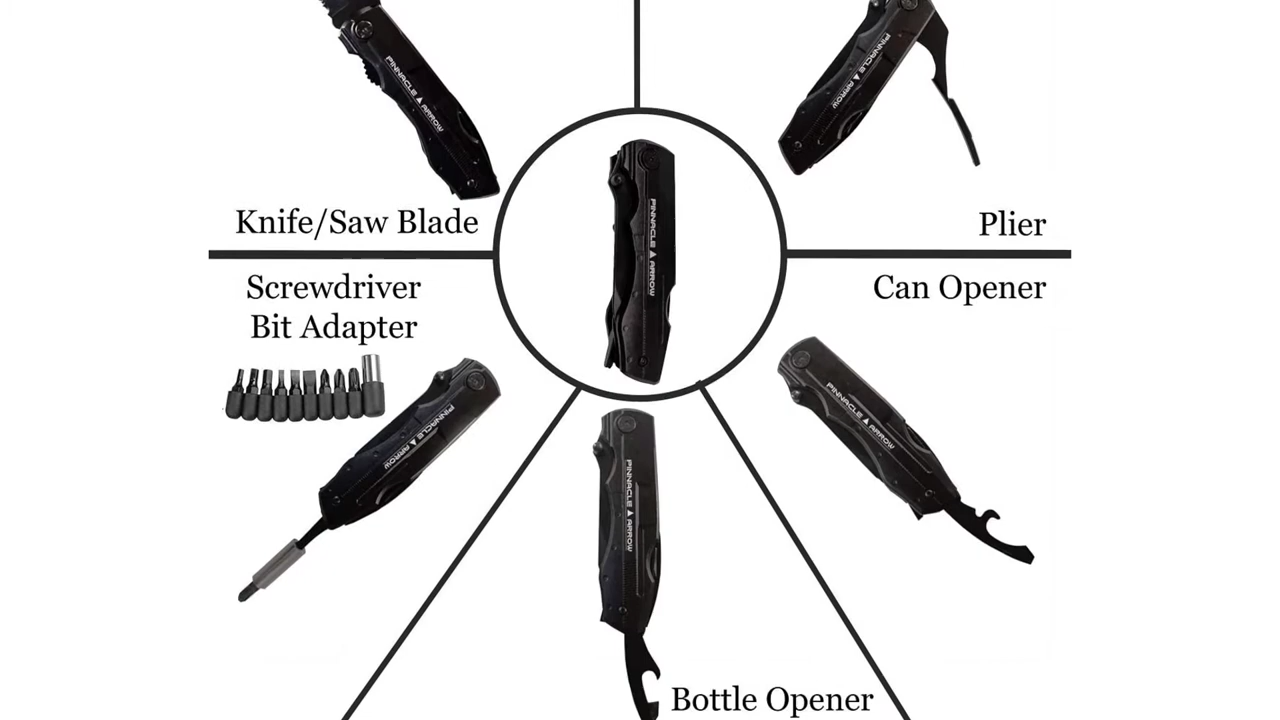 PINNACLE ARROW
PINNACLE ARROW
Knife/Saw Blade
Plier
PINNACLE ARROW
Screwdriver
Bit Adapter
Can Opener
PINNACLE ARROW
PINNACLE ARROW
PINNACLE ARROW
Bottle Opener